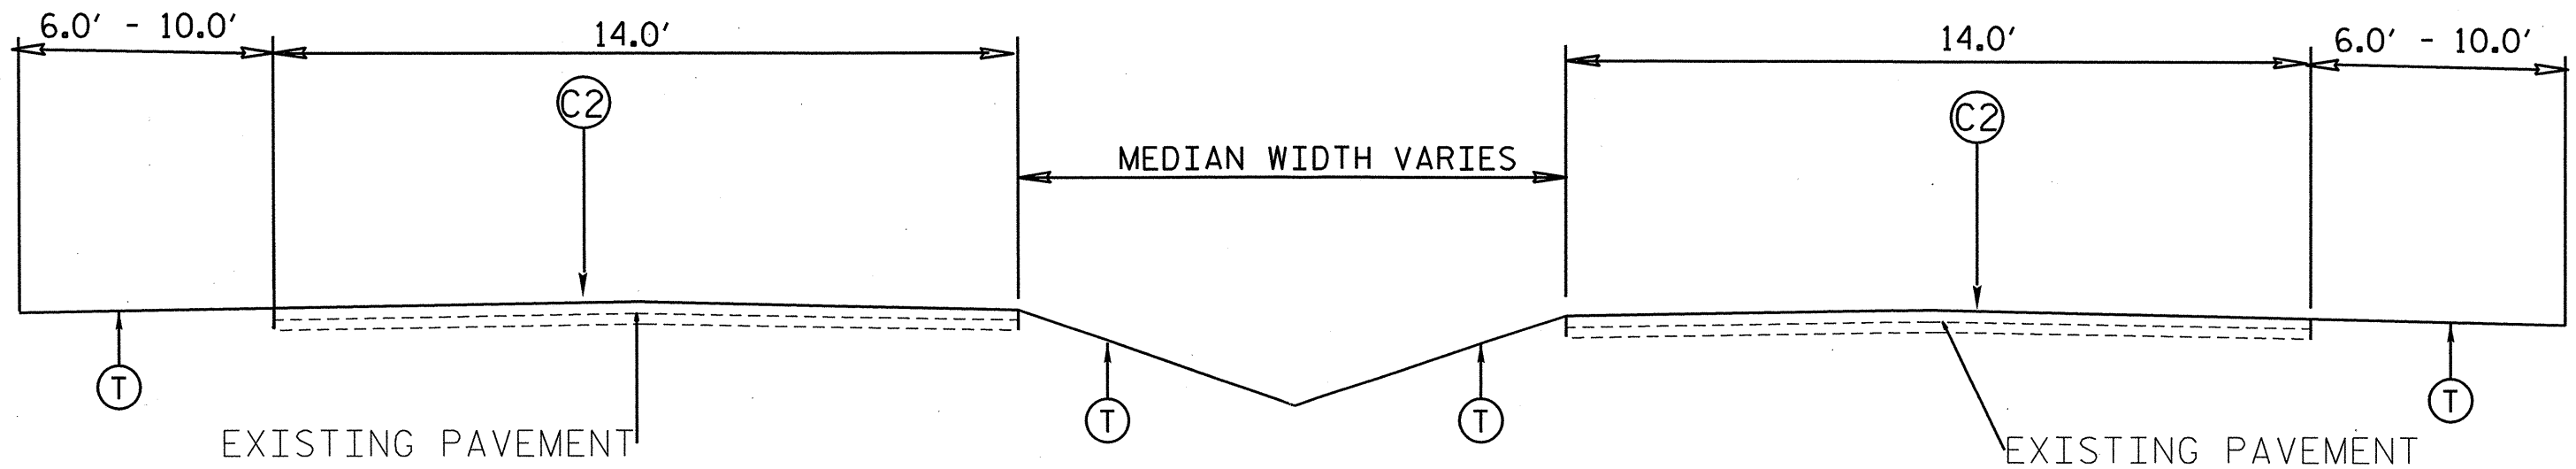 6.0' - 10.0'
14.0'
14.0'
6.0' - 10.0'
C2
C2
MEDIAN WIDTH VARIES
T
T
T
T
EXISTING PAVEMENT
EXISTING PAVEMENT